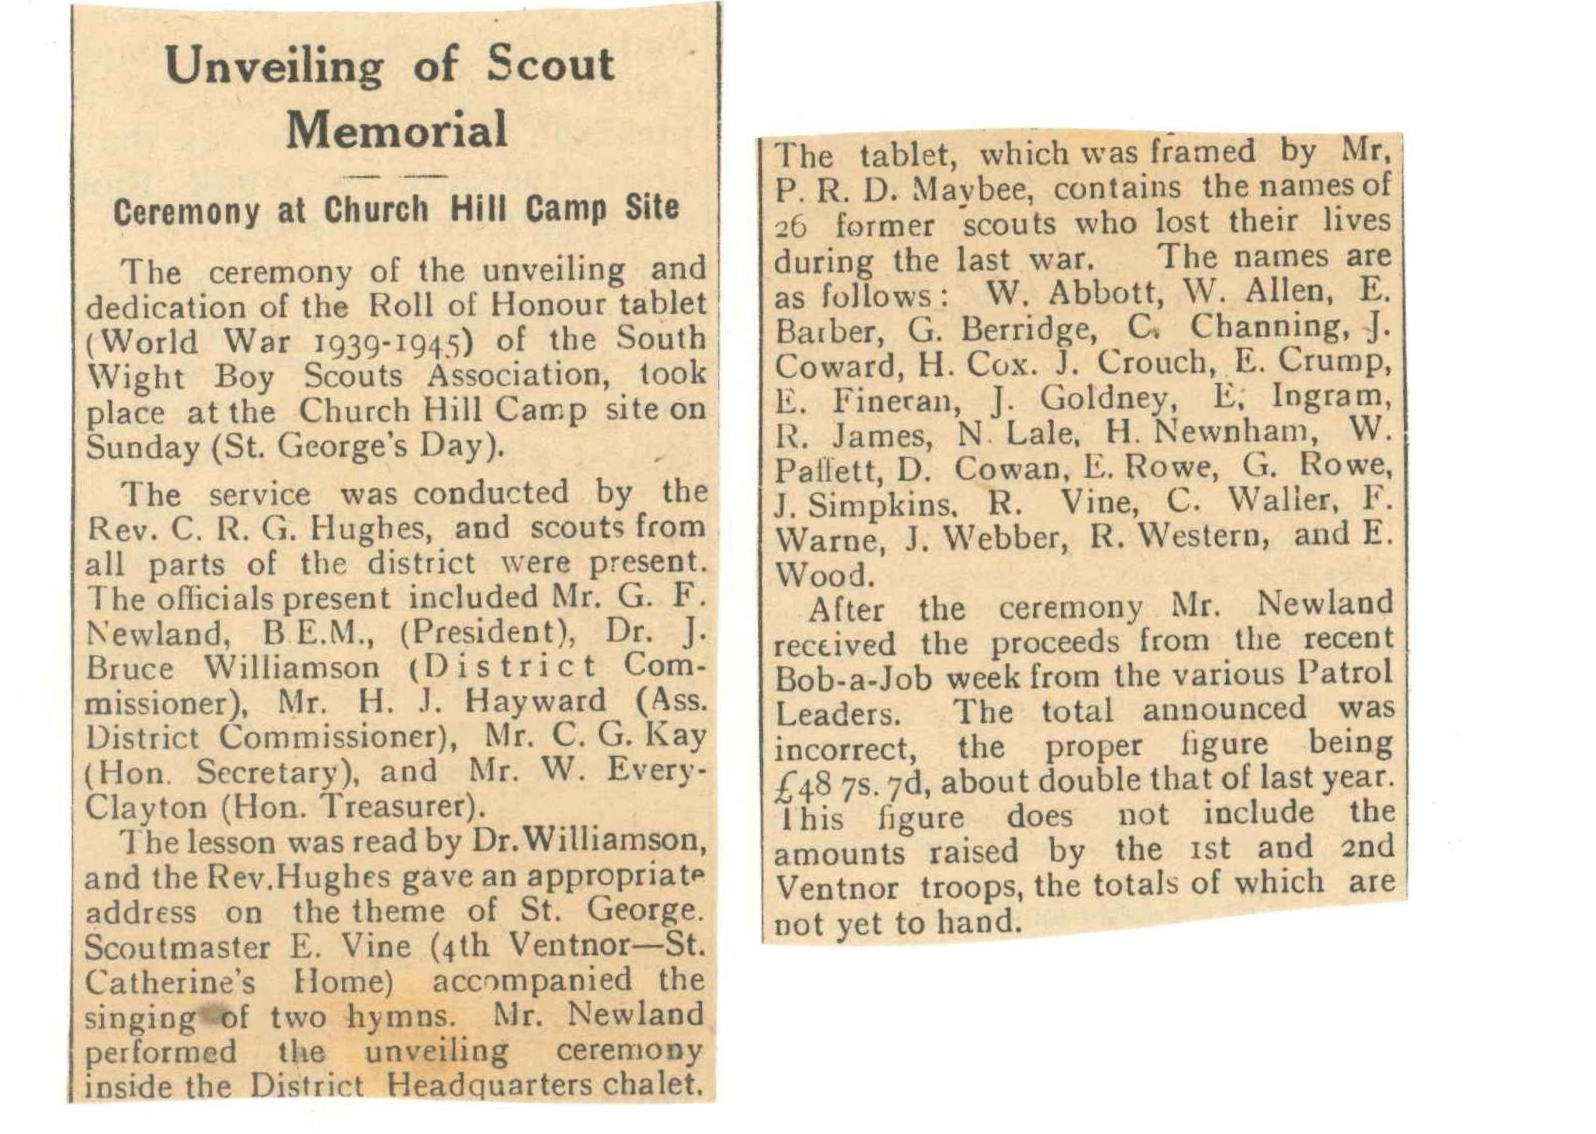 Unveiling of Scout
Memorial
Ceremony at Church Hill Camp Site
The ceremony of the unveiling and
dedication of the Roll of Honour tablet
(World War 1939-1945) of the South
Wight Boy Scouts Association, took
place at the Church Hill Camp site on
Sunday (St. George's Day).
The service was conducted by the
Rev. C. R. G. Hughes, and scouts from
all parts of the district were present.
The officials present included Mr. G. F.
Newland, B.E.M., (President), Dr. J.
Bruce Williamson (District Com-
missioner), Mr. H. J. Hayward (Ass.
District Commissioner), Mr. C. G. Kay
(Hon. Secretary), and Mr. W. Every-
Clayton (Hon. Treasurer).
The lesson was read by Dr. Williamson,
and the Rev. Hughes gave an appropriate
address on the theme of St. George.
Scoutmaster E. Vine (4th Ventnor—St.
Catherine's Home) accompanied the
singing of two hymns. Mr. Newland
performed the unveiling ceremony
inside the District Headquarters chalet.
The tablet, which was framed by Mr,
P. R. D. Maybee, contains the names of
26 former scouts who lost their lives
during the last war. The names are
as follows: W. Abbott, W. Allen, E.
Barber, G. Berridge, C. Channing, J.
Coward, H. Cox. J. Crouch, E. Crump,
E. Fineran, J. Goldney, E. Ingram,
R. James, N. Lale, H. Newnham, W.
Palfett, D. Cowan, E. Rowe, G. Rowe,
J. Simpkins, R. Vine, C. Waller, F.
Warne, J. Webber, R. Western, and E.
Wood.
After the ceremony Mr. Newland
received the proceeds from the recent
Bob-a-Job week from the various Patrol
Leaders. The total announced was
incorrect, the proper figure being
£48 7s. 7d, about double that of last year.
This figure does not include the
amounts raised by the 1st and 2nd
Ventnor troops, the totals of which are
not yet to hand.